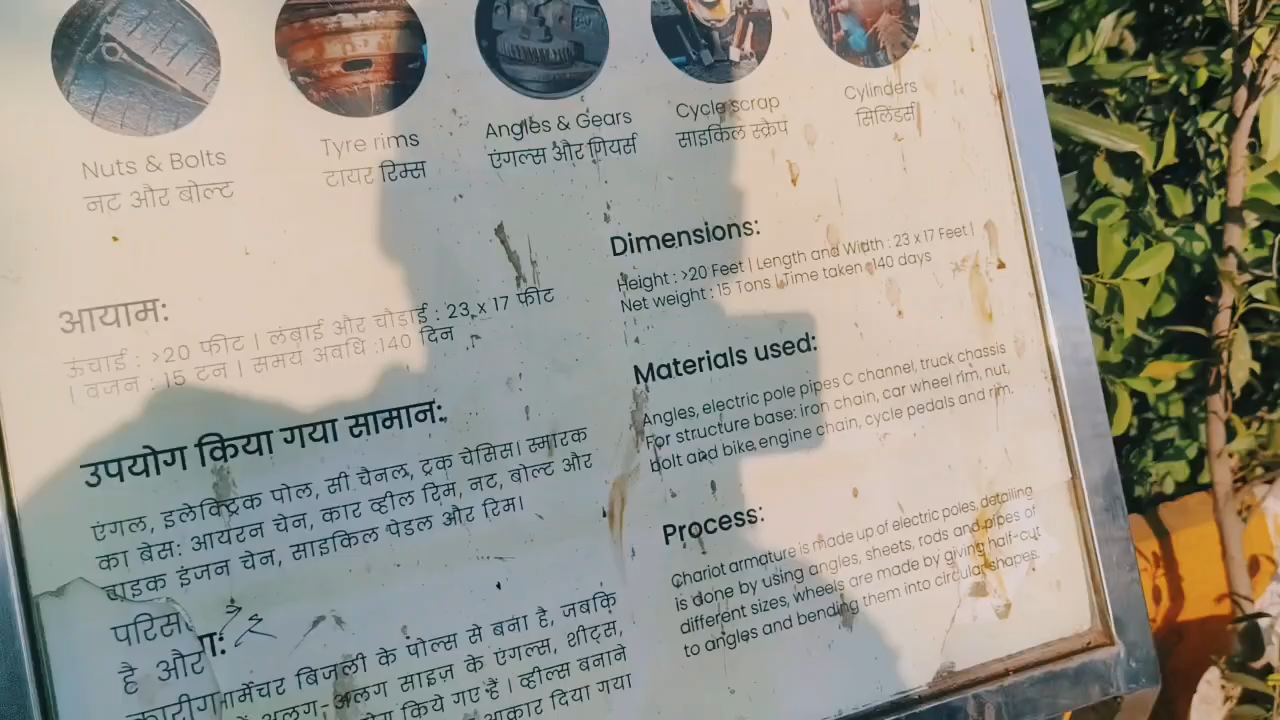 Nuts & Bolts
नट और बोल्ट
Tyre rims
टायर रिम्स
Angles & Gears
एंगल्स और गियर्स
Cycle scrap
साइकिल स्क्रैप
Cylinders
सिलिंडर्स
आयाम:
ऊंचाई : >20 फीट | लंबाई और चौड़ाई : 23 x 17 फीट
| वजन : 15 टन | समय अवधि :140 दिन
उपयोग किया गया सामान:
एंगल, इलेक्ट्रिक पोल, सी चैनल, ट्रक चेसिस। स्मारक
का बेस: आयरन चेन, कार व्हील रिम, नट, बोल्ट और
बाइक इंजन चेन, साइकिल पेडल और रिम।
बिजली के पोल्स से बना है, जबकि
अलग-अलग साइज़ के एंगल्स, शीट्स,
किये गए हैं | व्हील्स बनाने
आकार दिया गया
Dimensions:
Height : >20 Feet | Length and Width : 23 x 17 Feet |
Net weight : 15 Tons | Time taken :140 days
Materials used:
Angles, electric pole pipes C channel, truck chassis
For structure base: iron chain, car wheel rim, nut,
bolt and bike engine chain, cycle pedals and rim.
Process:
Chariot armature is made up of electric poles, detailing
is done by using angles, sheets, rods and pipes of
different sizes, wheels are made by giving half-cut
to angles and bending them into circular shapes.